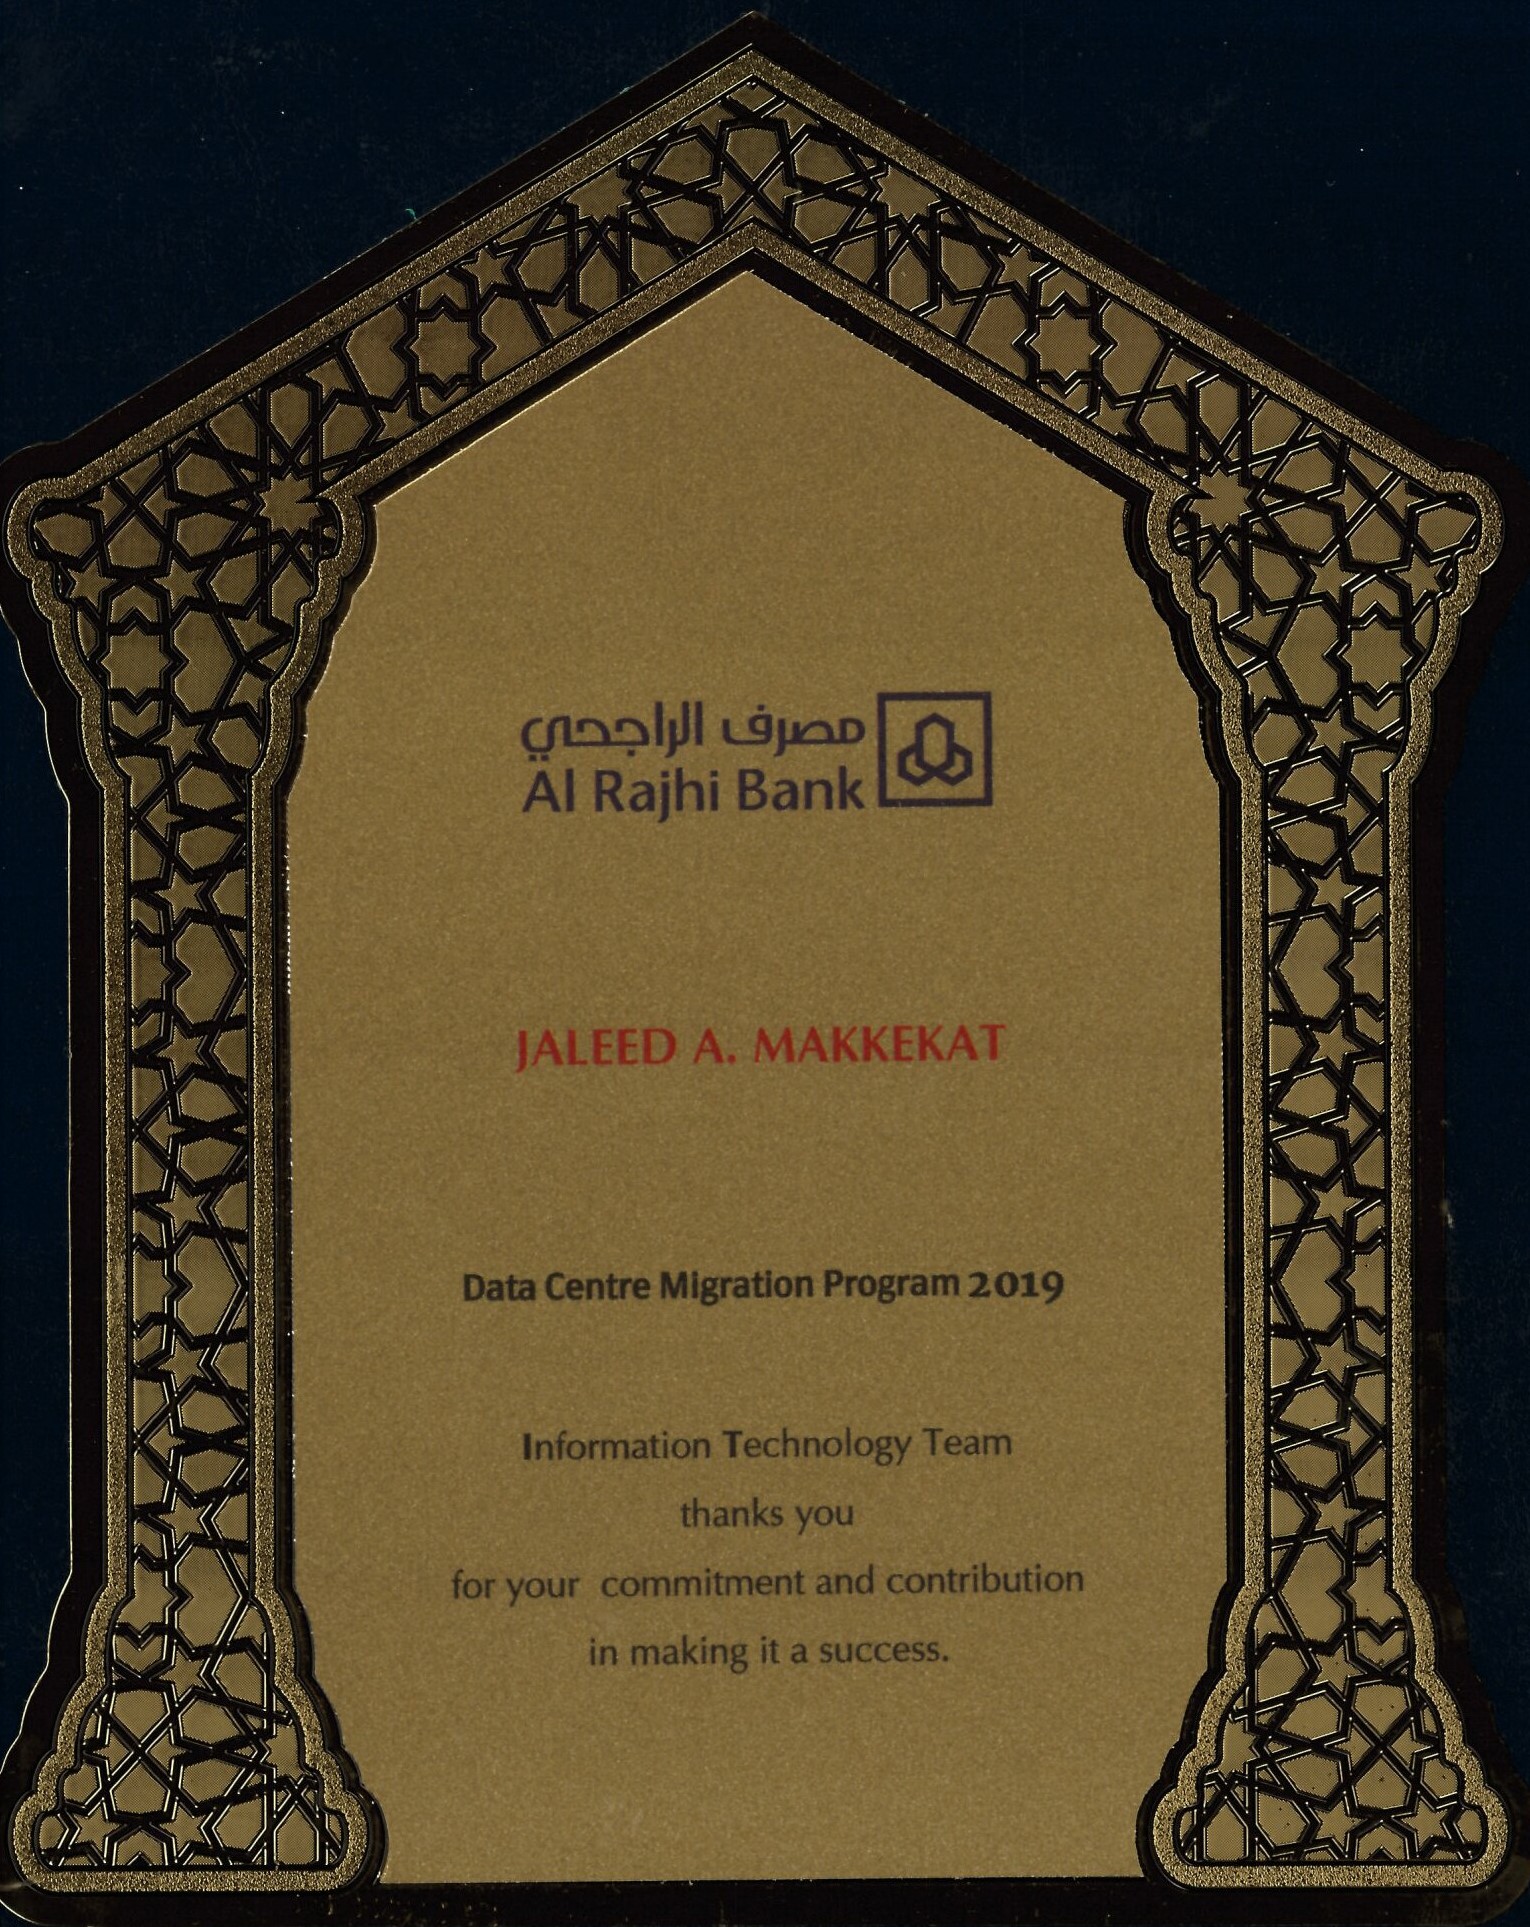 مصرف الراجحي
Al Rajhi Bank
JALEED A. MAKKEKAT
Data Centre Migration Program 2019
Information Technology Team
thanks you
for your commitment and contribution
in making it a success.